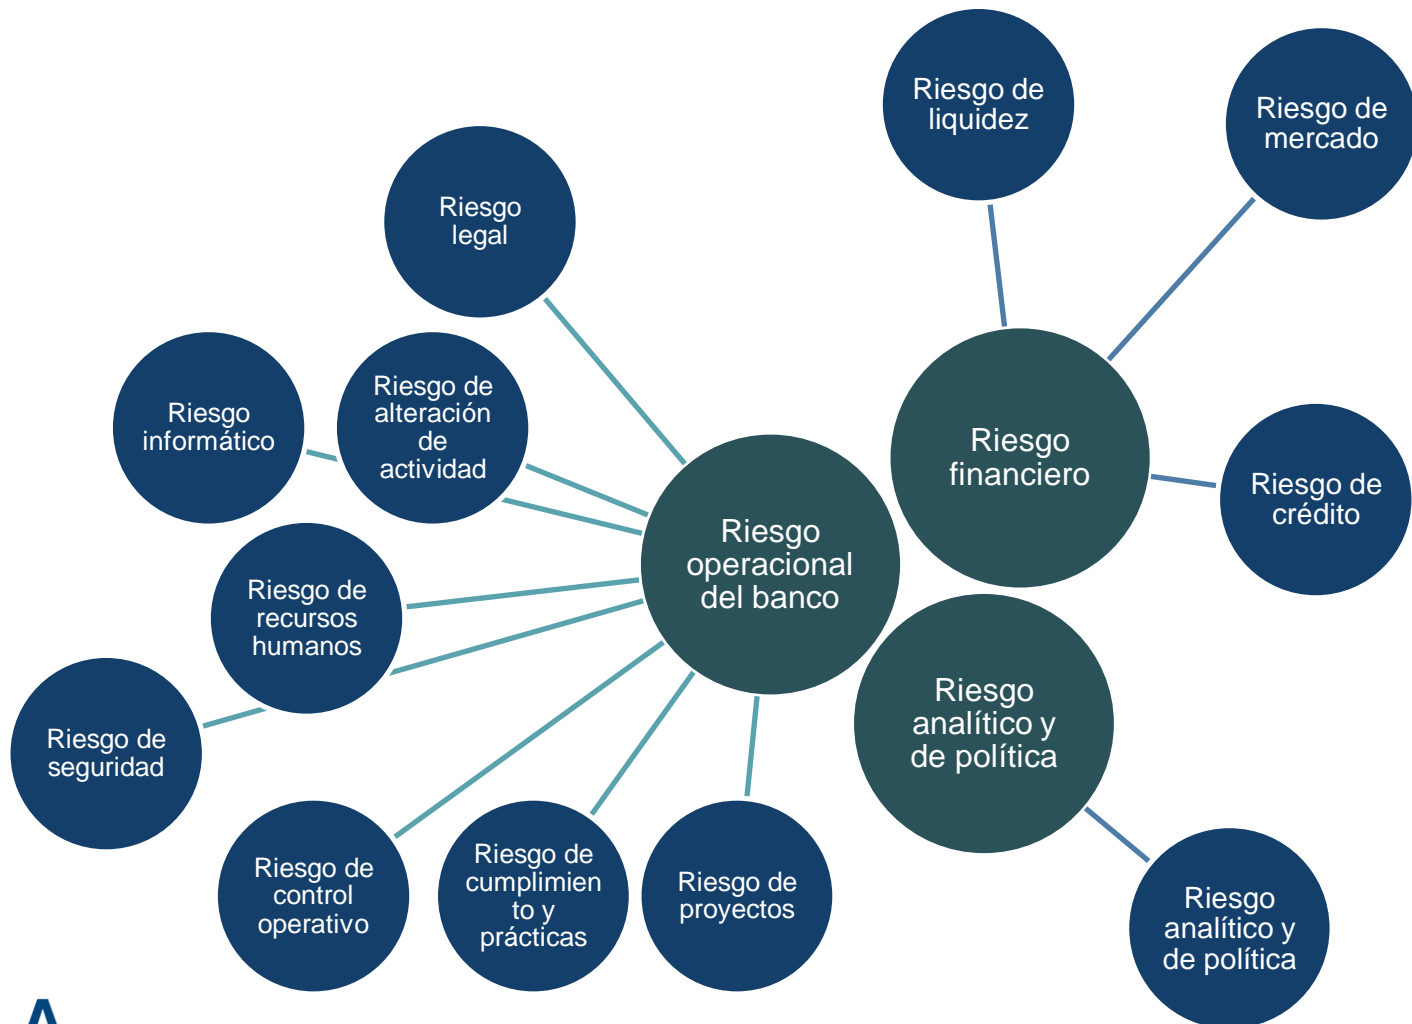 Riesgo de
liquidez
Riesgo de
mercado
Riesgo
legal
Riesgo
informático
Riesgo de
alteración
de
actividad
Riesgo
financiero
Riesgo de
crédito
Riesgo
operacional
del banco
Riesgo de
recursos
humanos
Riesgo de
seguridad
Riesgo
analítico y
de política
Riesgo de
control
operativo
Riesgo de
cumplimien
to y
prácticas
Riesgo de
proyectos
Riesgo
analítico y
de política
A